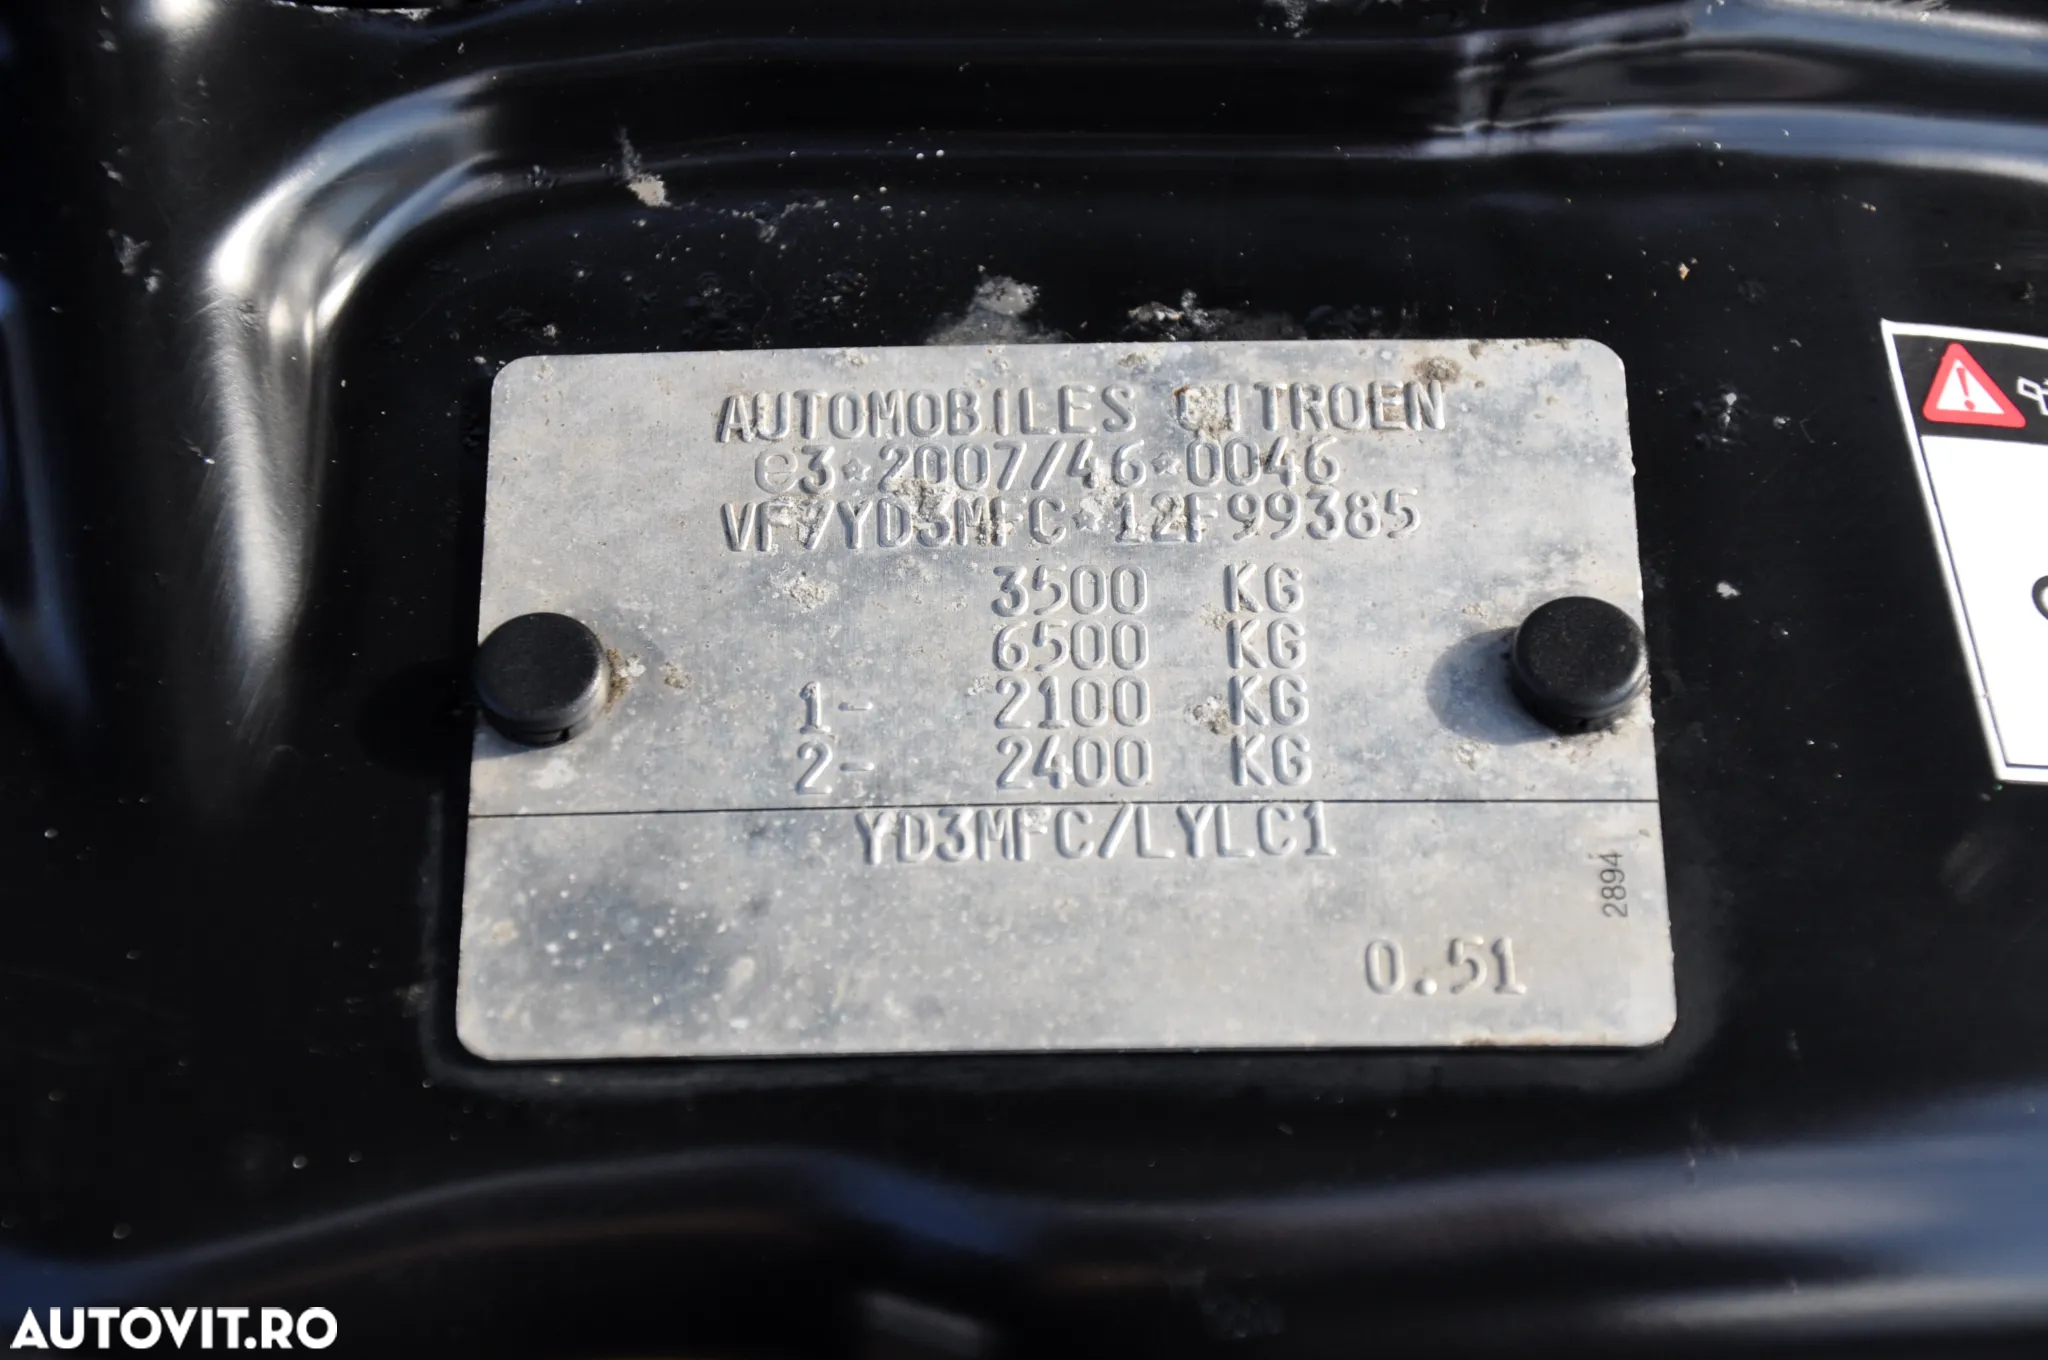 AUTOMOBILES CITROEN
e3*2007/46*0046
VF7YD3MFC*12F99385
3500 KG
6500 KG
1- 2100 KG
2- 2400 KG
YD3MFC/LYLC1
2894
0.51
AUTOVIT.RO